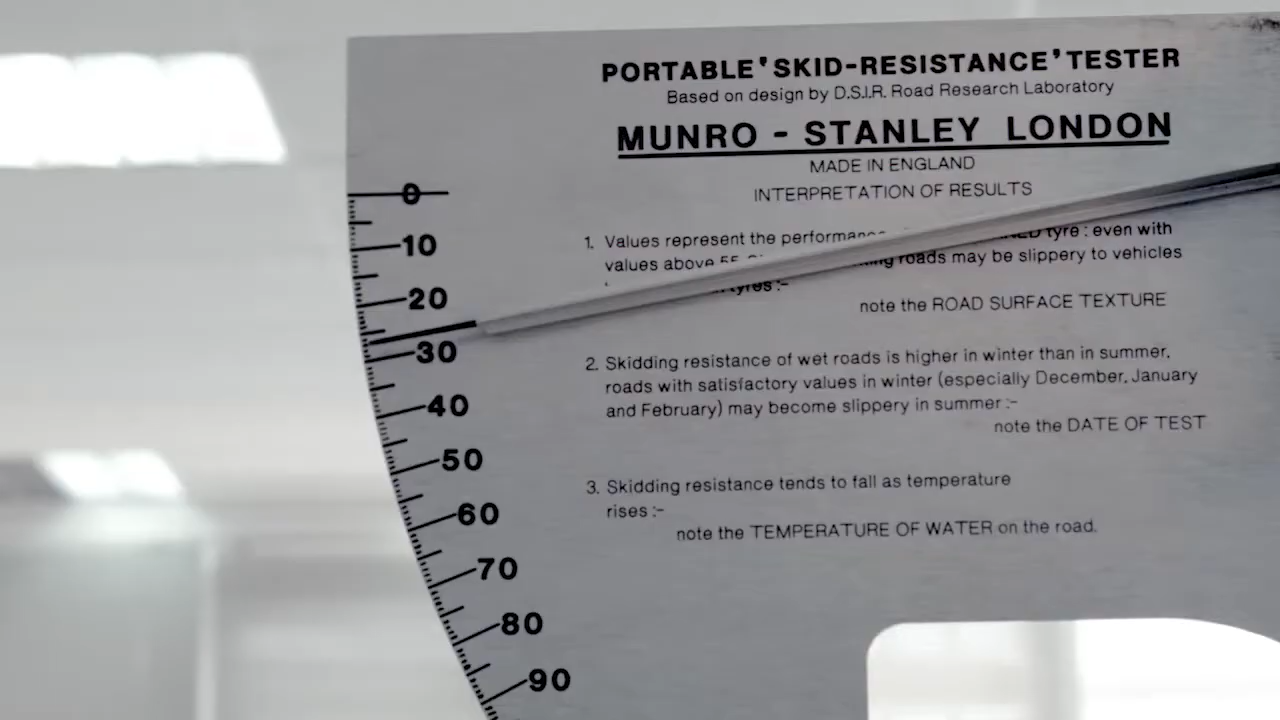 PORTABLE 'SKID-RESISTANCE' TESTER
Based on design by D.S.I.R. Road Research Laboratory
MUNRO - STANLEY LONDON
MADE IN ENGLAND
INTERPRETATION OF RESULTS
1. Values represent the tyre : even with
values above roads may be slippery to vehicles
tyres :-
note the ROAD SURFACE TEXTURE
2. Skidding resistance of wet roads is higher in winter than in summer.
roads with satisfactory values in winter (especially December, January
and February) may become slippery in summer :-
note the DATE OF TEST
3. Skidding resistance tends to fall as temperature
rises :-
note the TEMPERATURE OF WATER on the road.
0
10
20
30
40
50
60
70
80
90